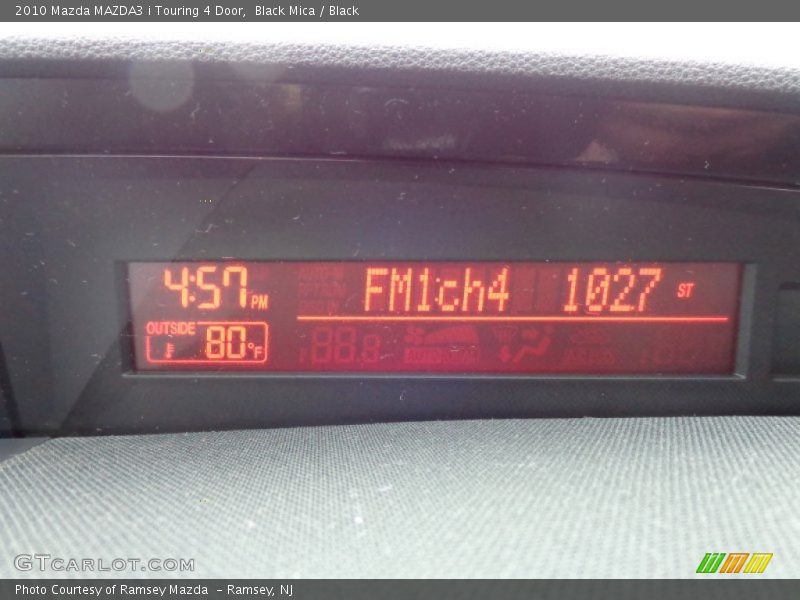 2010 Mazda MAZDA3 i Touring 4 Door, Black Mica / Black
4:57 PM FM1ch4 1027 ST
OUTSIDE
80°F
GTCARLOT.COM
Photo Courtesy of Ramsey Mazda - Ramsey, NJ